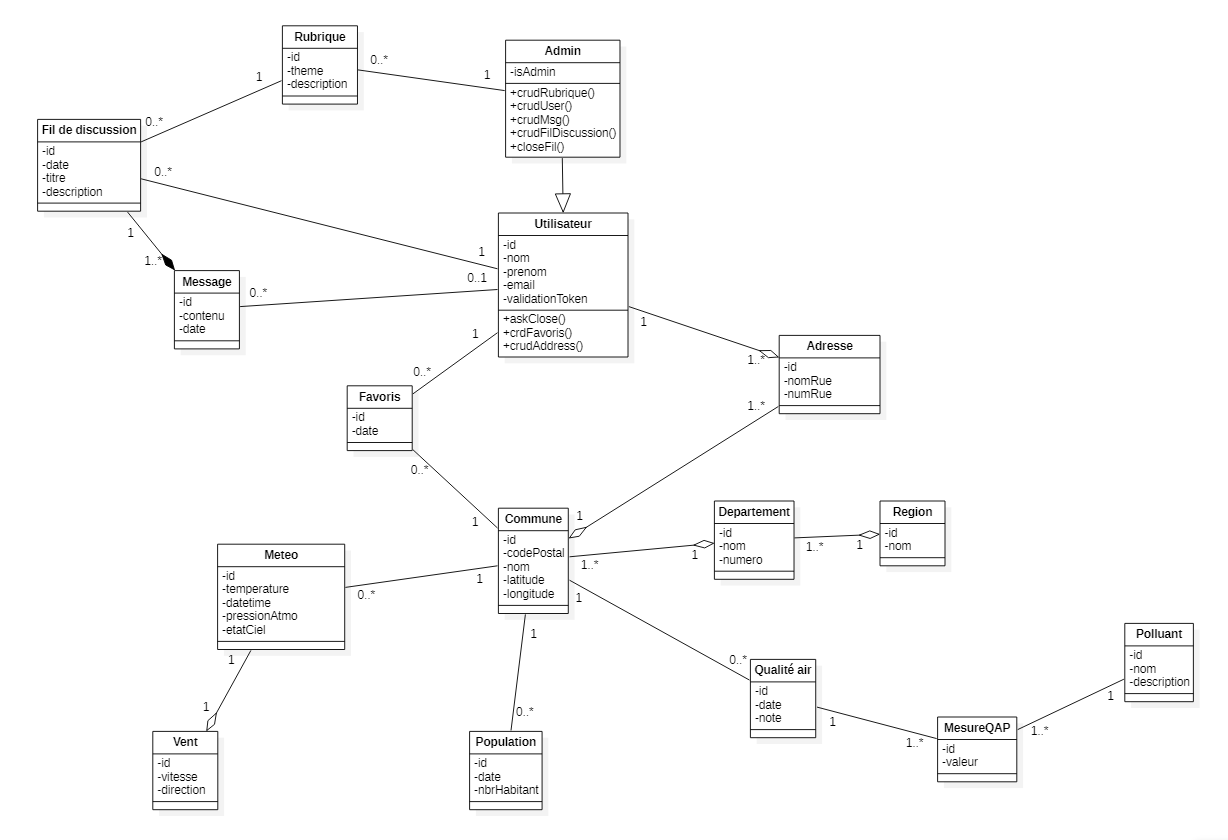 Rubrique
-id
-theme
-description
0..*
1
Admin
-isAdmin
+crudRubrique()
+crudUser()
+crudMsg()
+crudFilDiscussion()
+closeFil()
1
0..*
Fil de discussion
-id
-date
-titre
-description
0..*
1
1
1..*
Message
-id
-contenu
-date
0..*
0..1
Utilisateur
-id
-nom
-prenom
-email
-validationToken
+askClose()
+crdFavoris()
+crudAddress()
1
1..*
Adresse
-id
-nomRue
-numRue
1..*
1
1
0..*
Favoris
-id
-date
0..*
1
Commune
-id
-codePostal
-nom
-latitude
-longitude
1..*
1
Departement
-id
-nom
-numero
1..*
1
Region
-id
-nom
Meteo
-id
-temperature
-datetime
-pressionAtmo
-etatCiel
0..*
1
1
1
Vent
-id
-vitesse
-direction
1
0..*
Population
-id
-date
-nbrHabitant
1
0..*
Qualité air
-id
-date
-note
1
1..*
MesureQAP
-id
-valeur
1..*
1
Polluant
-id
-nom
-description